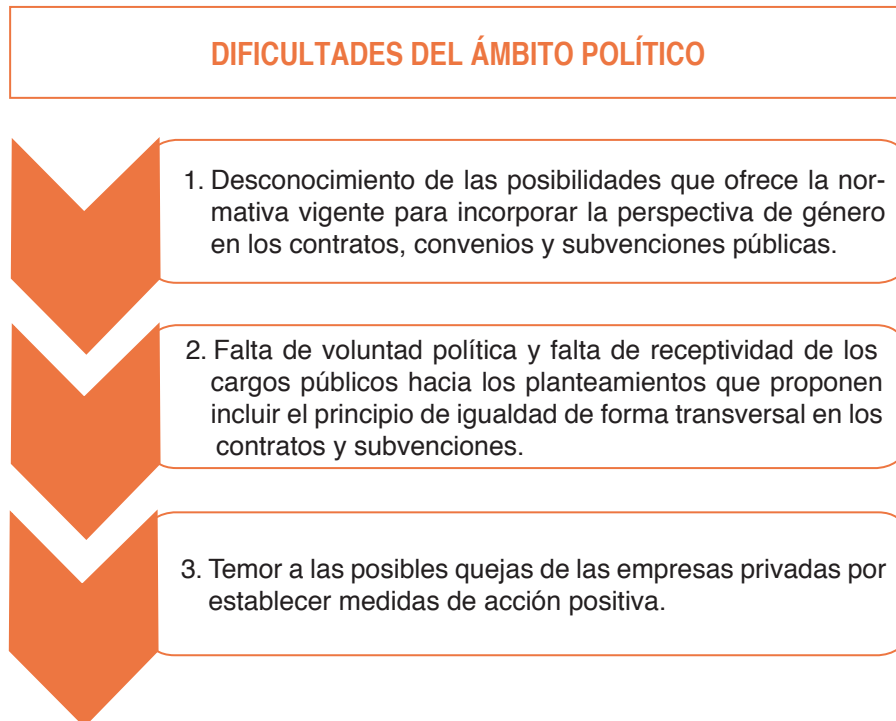 DIFICULTADES DEL ÁMBITO POLÍTICO
1. Desconocimiento de las posibilidades que ofrece la nor-
mativa vigente para incorporar la perspectiva de género
en los contratos, convenios y subvenciones públicas.
2. Falta de voluntad política y falta de receptividad de los
cargos públicos hacia los planteamientos que proponen
incluir el principio de igualdad de forma transversal en los
contratos y subvenciones.
3. Temor a las posibles quejas de las empresas privadas por
establecer medidas de acción positiva.